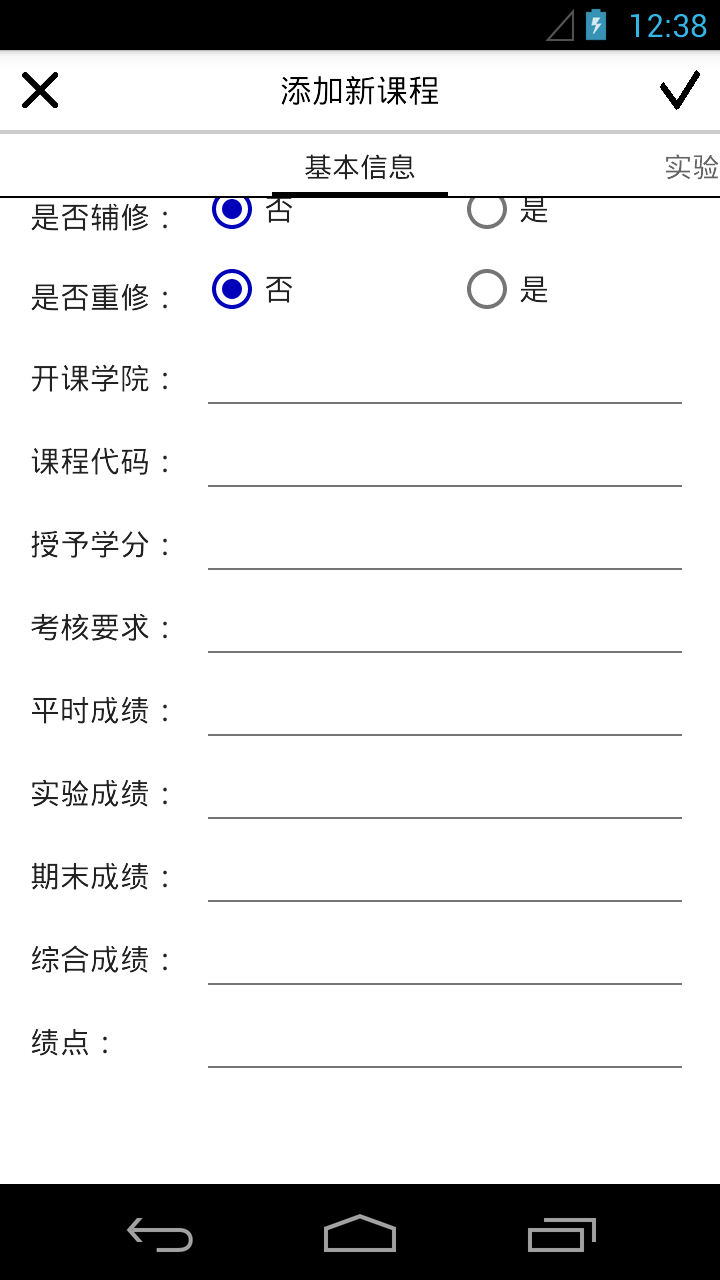 12:38
添加新课程
基本信息 实验
是否辅修： 否 是
是否重修： 否 是
开课学院：
课程代码：
授予学分：
考核要求：
平时成绩：
实验成绩：
期末成绩：
综合成绩：
绩点：